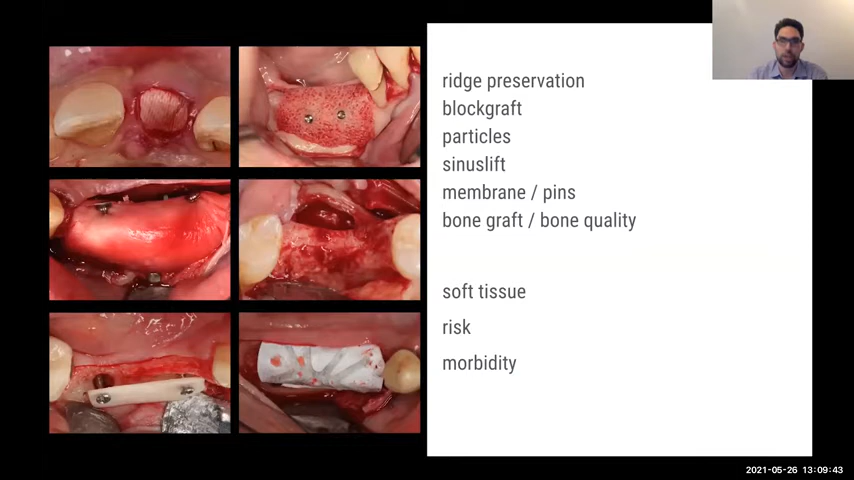 ridge preservation
blockgraft
particles
sinuslift
membrane / pins
bone graft / bone quality
soft tissue
risk
morbidity
2021-05-26 13:09:43